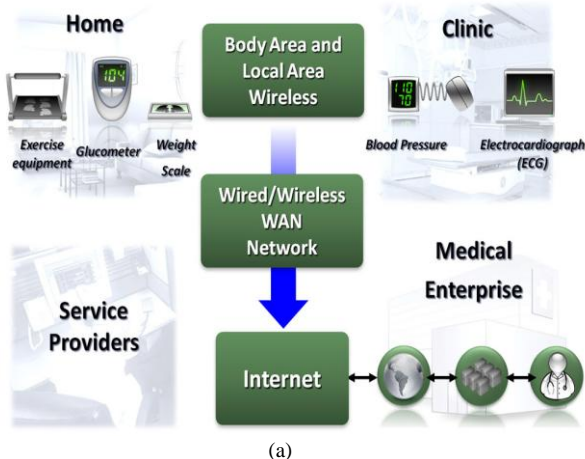 Home
Body Area and
Local Area
Wireless
Clinic
104
110
70
Exercise
equipment
Glucometer
Weight
Scale
Blood Pressure
Electrocardiograph
(ECG)
Wired/Wireless
WAN
Network
Service
Providers
Medical
Enterprise
Internet
(a)